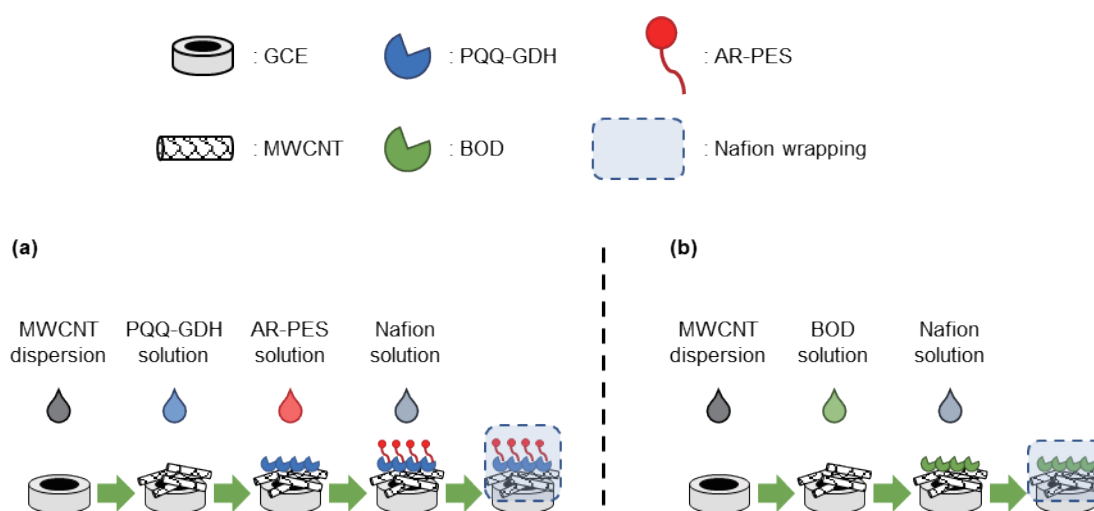 : GCE
: PQQ-GDH
: AR-PES
: MWCNT
: BOD
: Nafion wrapping
(a)
(b)
MWCNT dispersion
PQQ-GDH solution
AR-PES solution
Nafion solution
MWCNT dispersion
BOD solution
Nafion solution